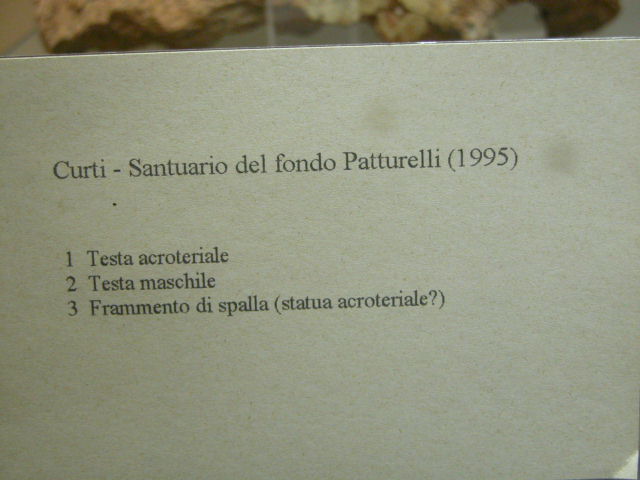 Curti - Santuario del fondo Patturelli (1995)
1 Testa acroteriale
2 Testa maschile
3 Frammento di spalla (statua acroteriale?)